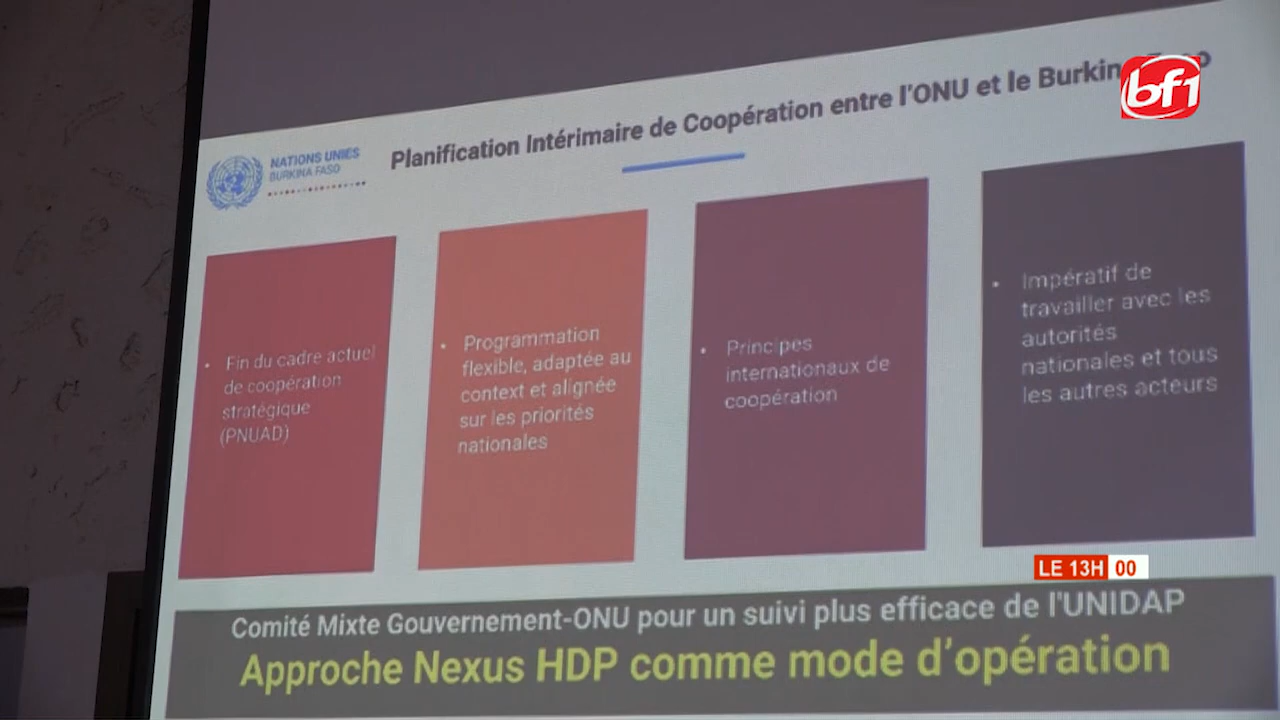 bf1
Planification Intérimaire de Coopération entre l'ONU et le Burkina
NATIONS UNIES
BURKINA FASO
• Fin du cadre actuel
de coopération
stratégique
(PNUAD)
• Programmation
flexible, adaptée au
context et alignée
sur les priorités
nationales
• Principes
internationaux de
coopération
• Impératif de
travailler avec les
autorités
nationales et tous
les autres acteurs
LE 13H 00
Comité Mixte Gouvernement-ONU pour un suivi plus efficace de l'UNIDAP
Approche Nexus HDP comme mode d'opération